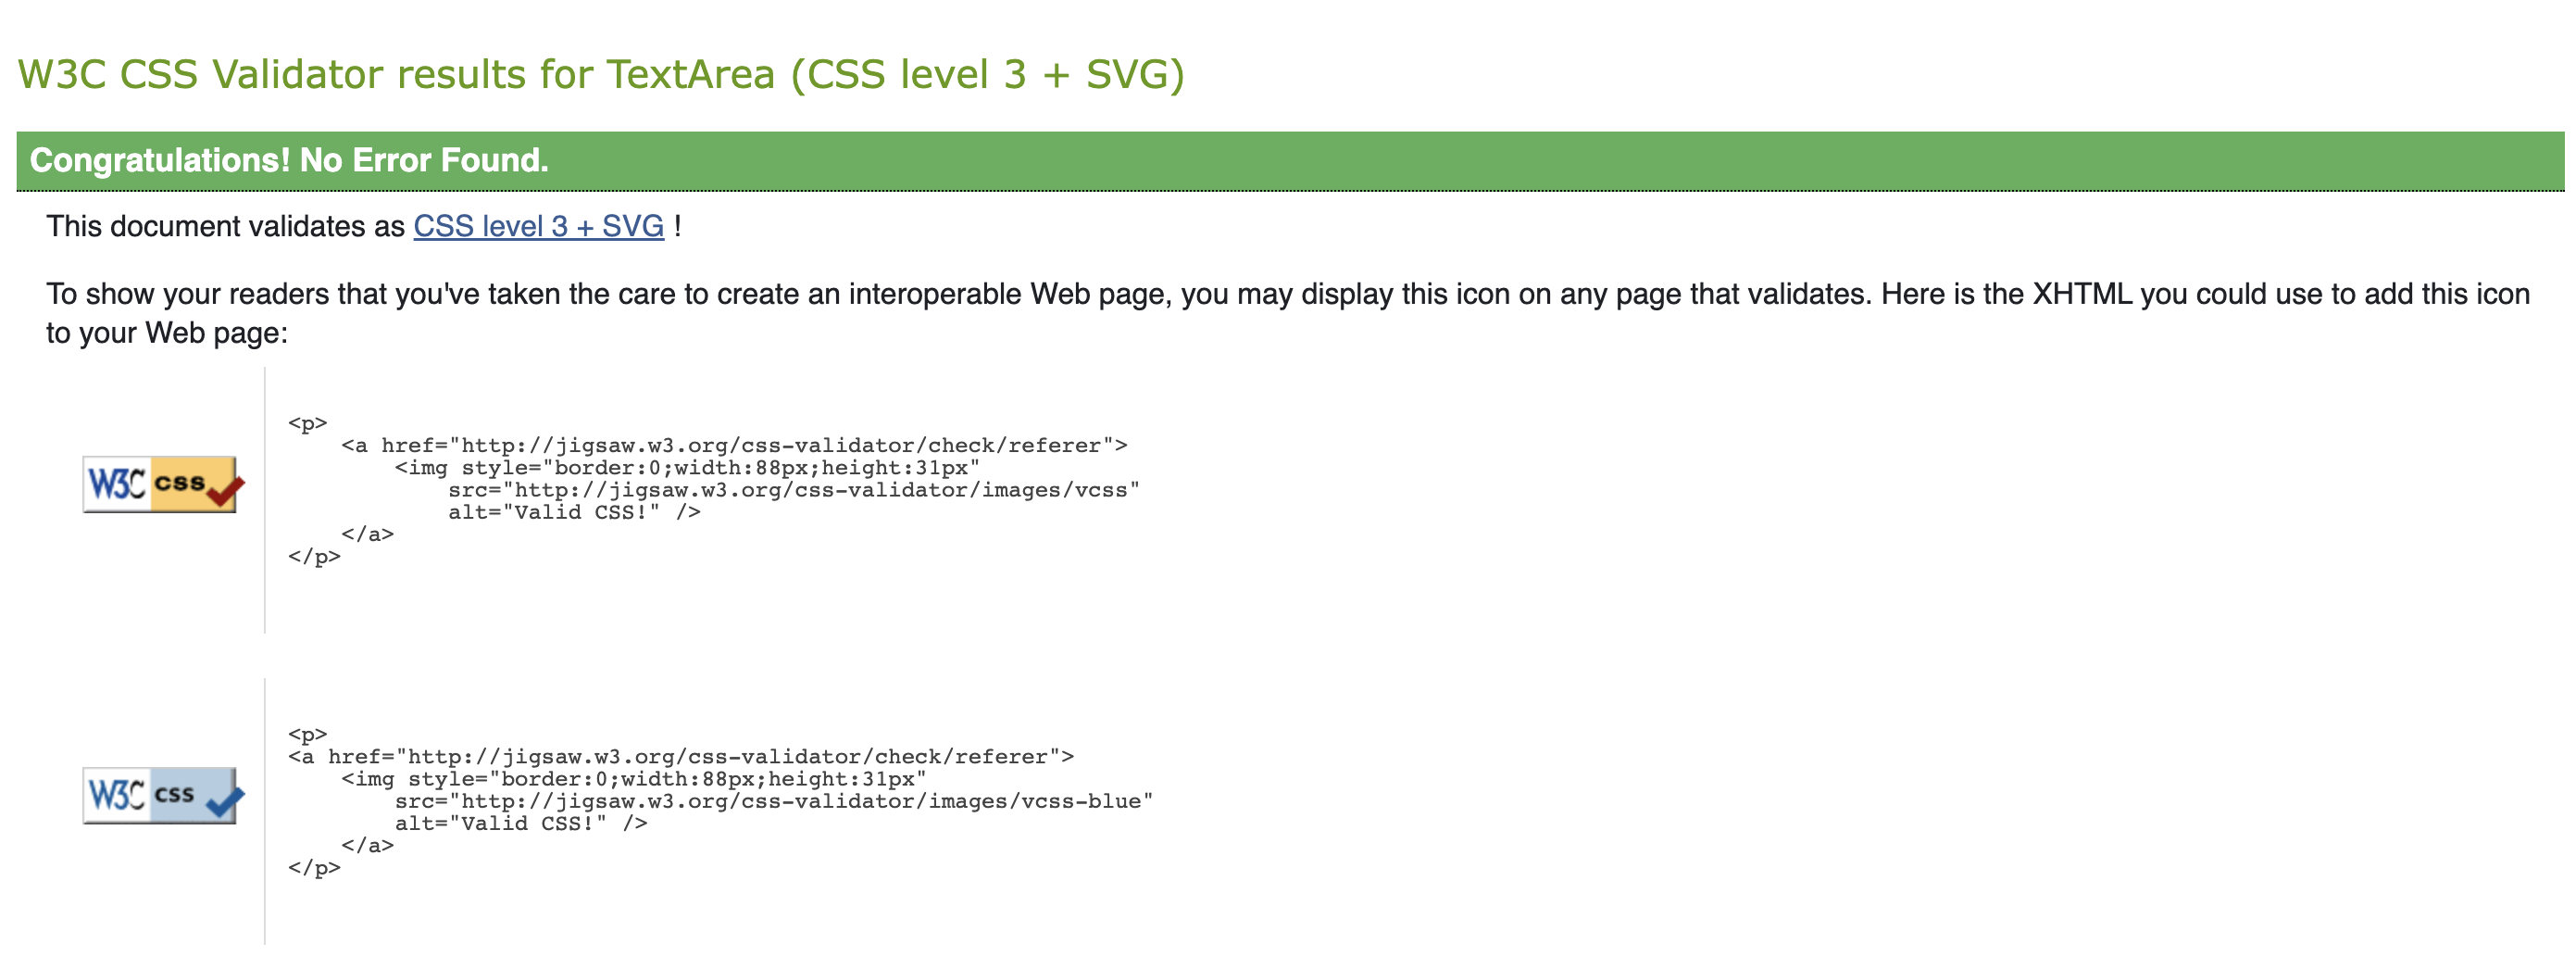 W3C CSS Validator results for TextArea (CSS level 3 + SVG)
Congratulations! No Error Found.
This document validates as CSS level 3 + SVG !
To show your readers that you've taken the care to create an interoperable Web page, you may display this icon on any page that validates. Here is the XHTML you could use to add this icon
to your Web page:
W3C css
<p>
    <a href="http://jigsaw.w3.org/css-validator/check/referer">
        <img style="border:0;width:88px;height:31px"
            src="http://jigsaw.w3.org/css-validator/images/vcss"
            alt="Valid CSS!" />
    </a>
</p>
W3C css
<p>
<a href="http://jigsaw.w3.org/css-validator/check/referer">
    <img style="border:0;width:88px;height:31px"
        src="http://jigsaw.w3.org/css-validator/images/vcss-blue"
        alt="Valid CSS!" />
    </a>
</p>